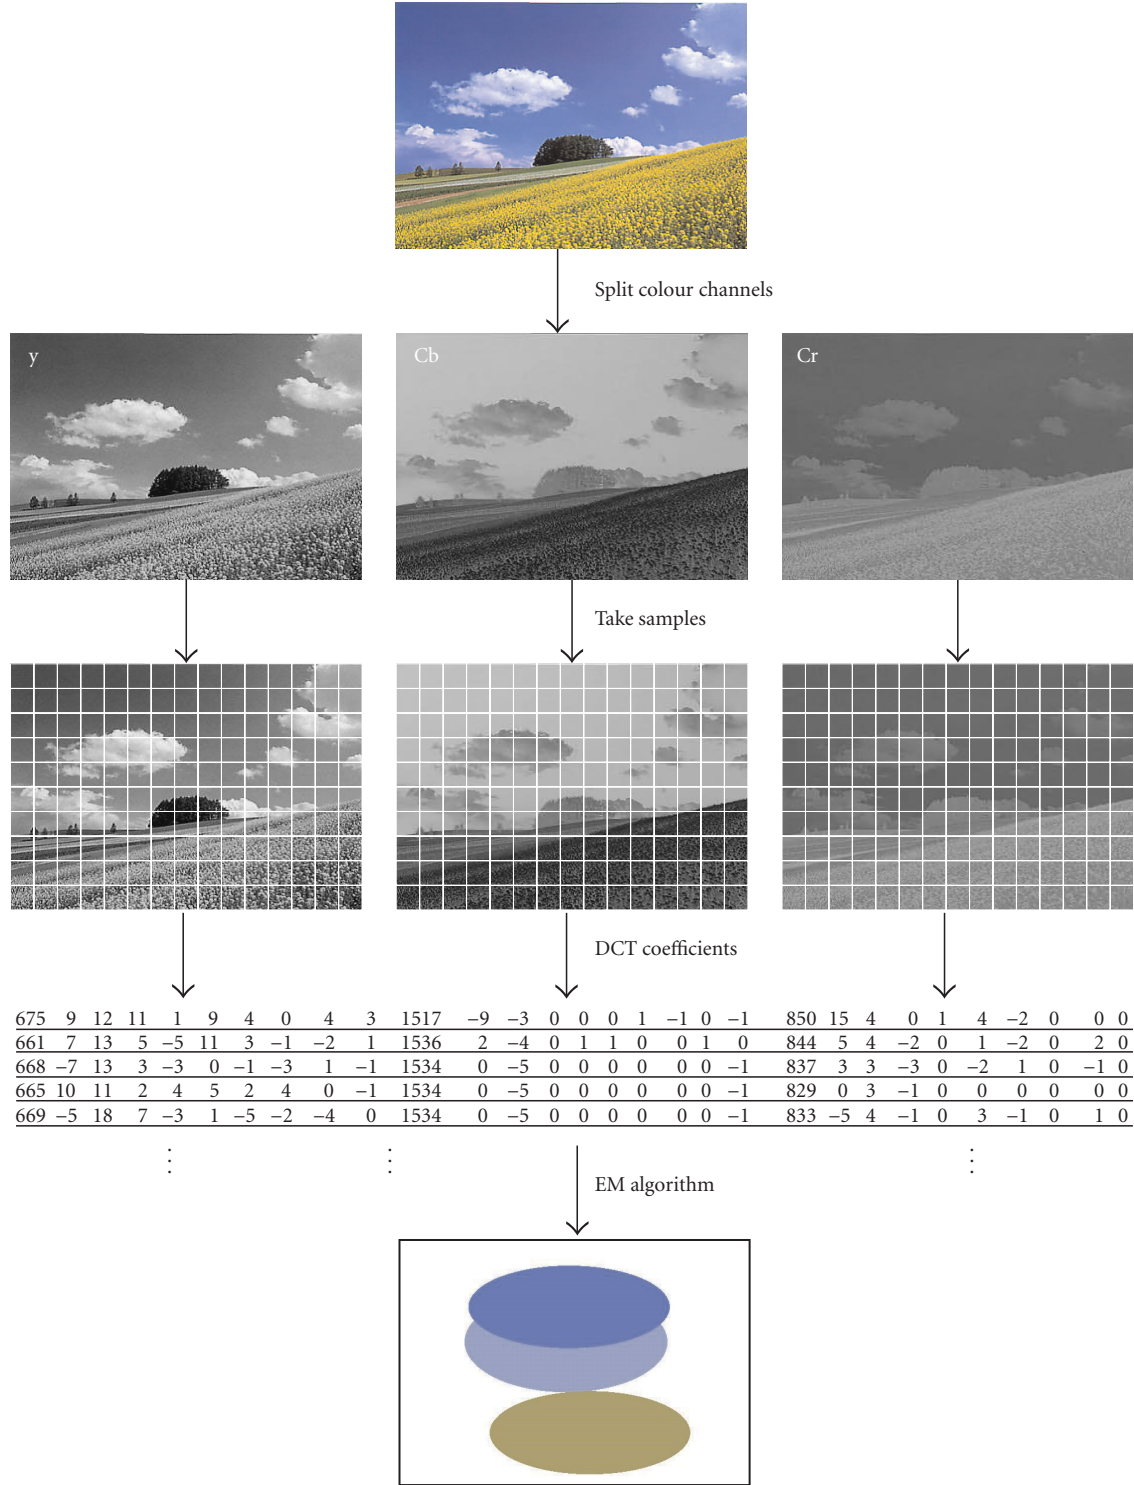 Split colour channels
y
Cb
Cr
Take samples
DCT coefficients
675 9 12 11 1 9 4 0 4 3 1517 −9 −3 0 0 0 1 −1 0 −1 850 15 4 0 1 4 −2 0 0 0
661 7 13 5 −5 11 3 −1 −2 1 1536 2 −4 0 1 1 0 0 1 0 844 5 4 −2 0 1 −2 0 2 0
668 −7 13 3 −3 0 −1 −3 1 −1 1534 0 −5 0 0 0 0 0 0 −1 837 3 3 −3 0 −2 1 0 −1 0
665 10 11 2 4 5 2 4 0 −1 1534 0 −5 0 0 0 0 0 0 −1 829 0 3 −1 0 0 0 0 0 0
669 −5 18 7 −3 1 −5 −2 −4 0 1534 0 −5 0 0 0 0 0 0 −1 833 −5 4 −1 0 3 −1 0 1 0
⋮ ⋮ ⋮
EM algorithm